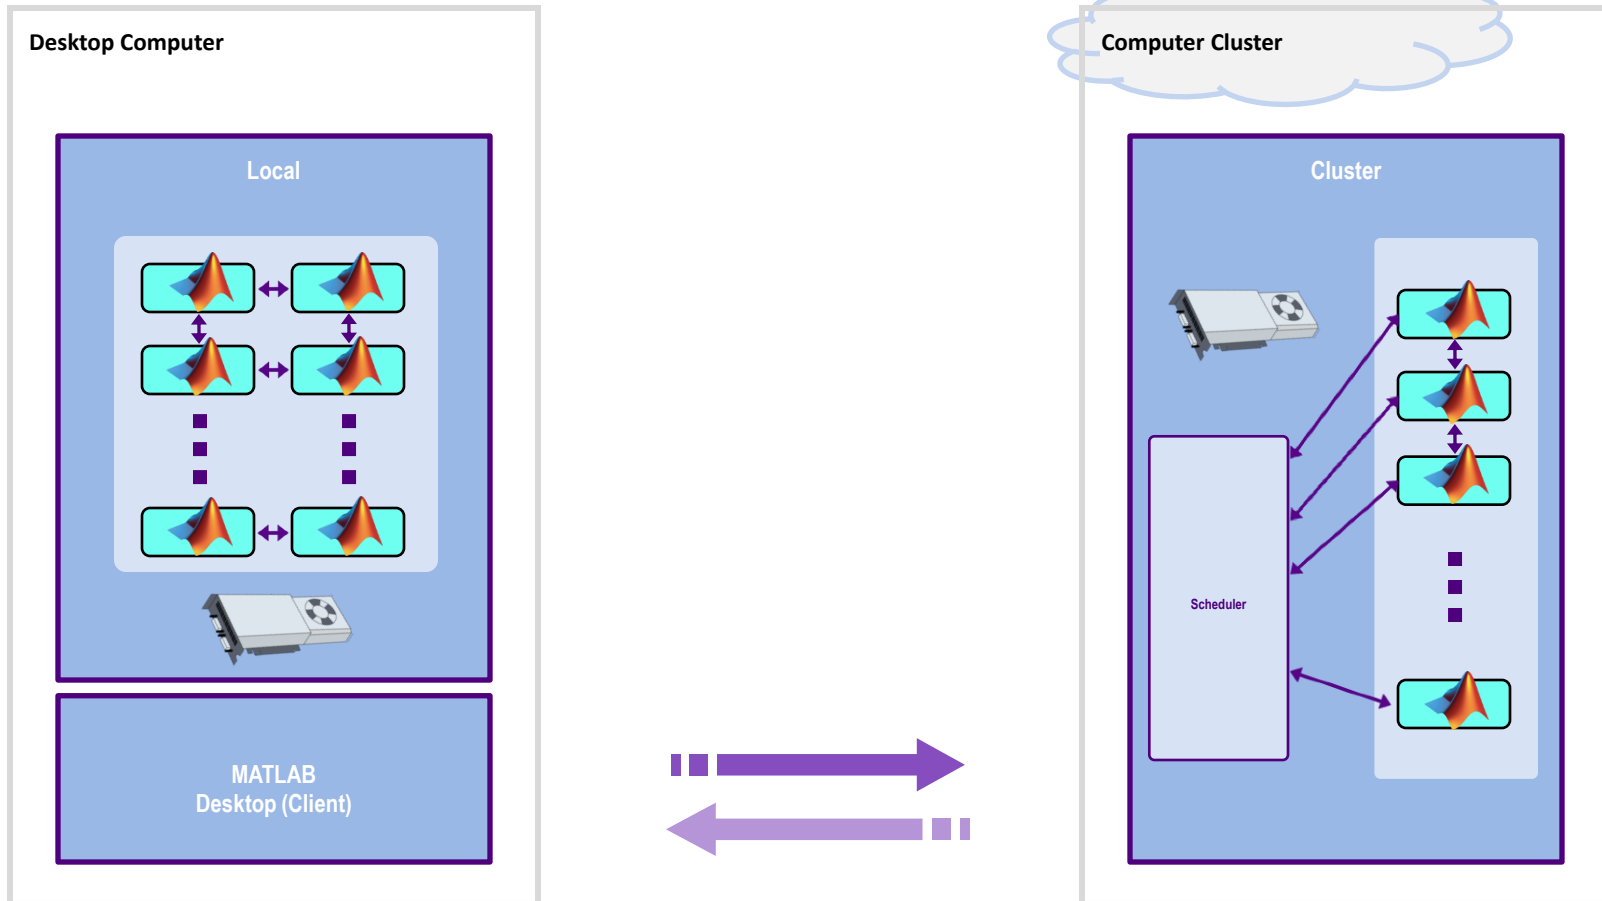 Desktop Computer
Computer Cluster
Local
Cluster
Scheduler
MATLAB
Desktop (Client)